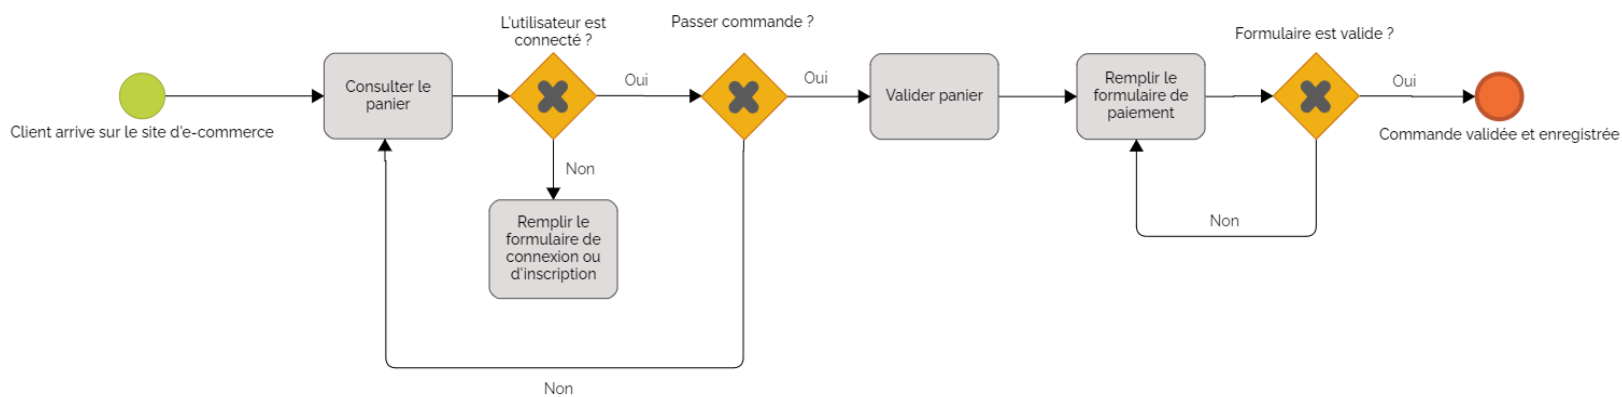 Client arrive sur le site d'e-commerce
Consulter le
panier
L'utilisateur est
connecté ?
Oui
Non
Remplir le
formulaire de
connexion ou
d'inscription
Passer commande ?
Oui
Non
Valider panier
Remplir le
formulaire de
paiement
Formulaire est valide ?
Oui
Non
Commande validée et enregistrée